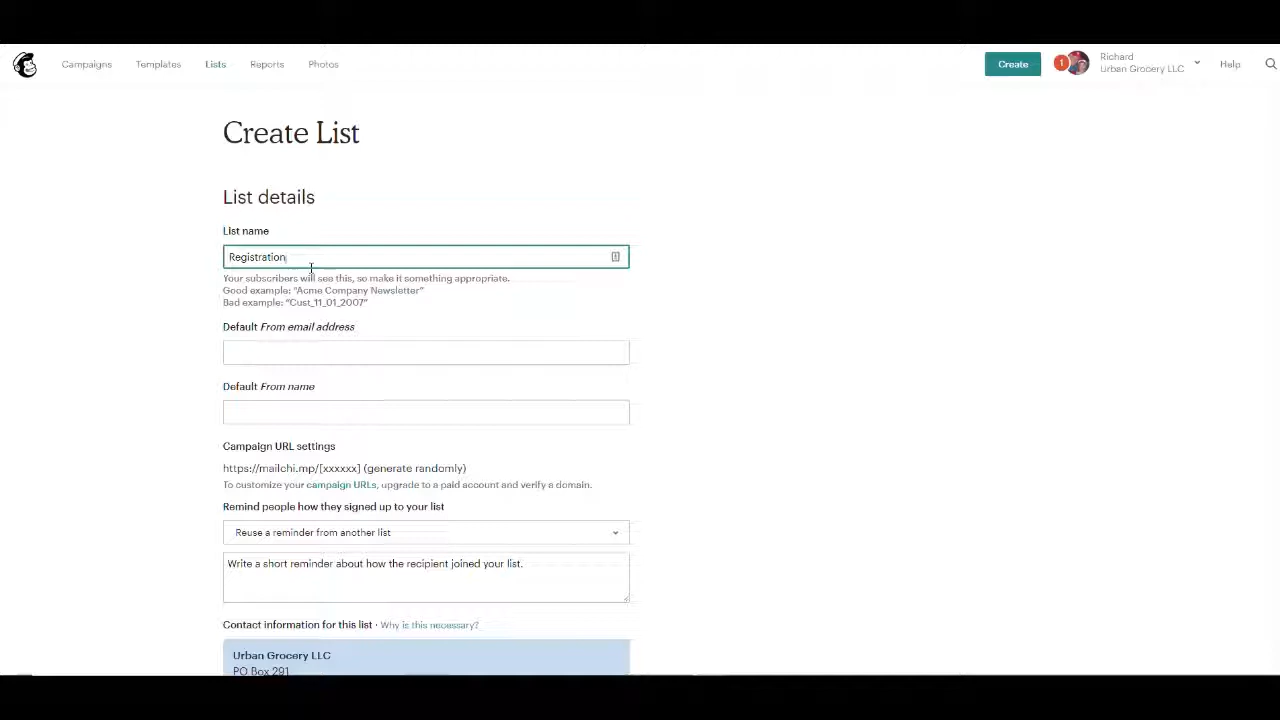 Campaigns Templates Lists Reports Photos Create 1 Richard Help
Urban Grocery LLC
Create List
List details
List name
Registration
Your subscribers will see this, so make it something appropriate.
Good example: "Acme Company Newsletter"
Bad example: "Cust_11_01_2007"
Default From email address
Default From name
Campaign URL settings
https://mailchi.mp/[xxxxxx] (generate randomly)
To customize your campaign URLs, upgrade to a paid account and verify a domain.
Remind people how they signed up to your list
Reuse a reminder from another list
Write a short reminder about how the recipient joined your list.
Contact information for this list · Why is this necessary?
Urban Grocery LLC
PO Box 291